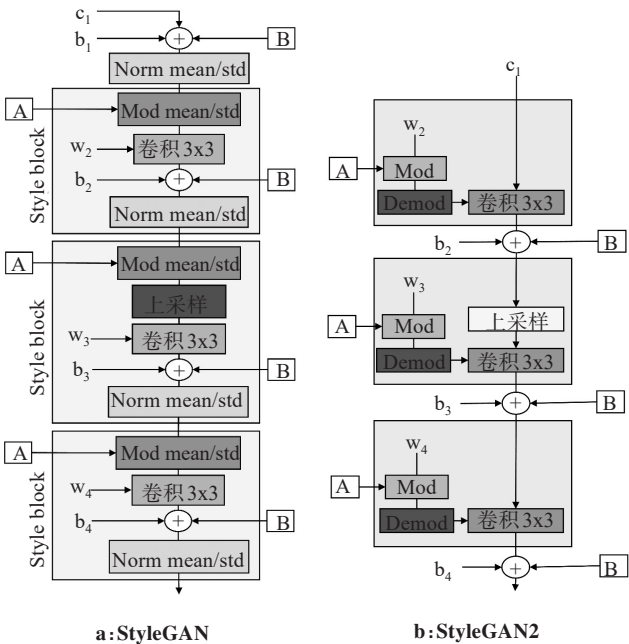 c1
b1 + B
Norm mean/std
A Mod mean/std
w2 卷积 3x3
b2 + B
Norm mean/std
Style block
A Mod mean/std
上采样
w3 卷积 3x3
b3 + B
Norm mean/std
Style block
A Mod mean/std
w4 卷积 3x3
b4 + B
Norm mean/std
Style block
a:StyleGAN
c1
w2
A Mod
Demod 卷积 3x3
b2 + B
w3
A Mod 上采样
Demod 卷积 3x3
b3 + B
w4
A Mod
Demod 卷积 3x3
b4 + B
b:StyleGAN2